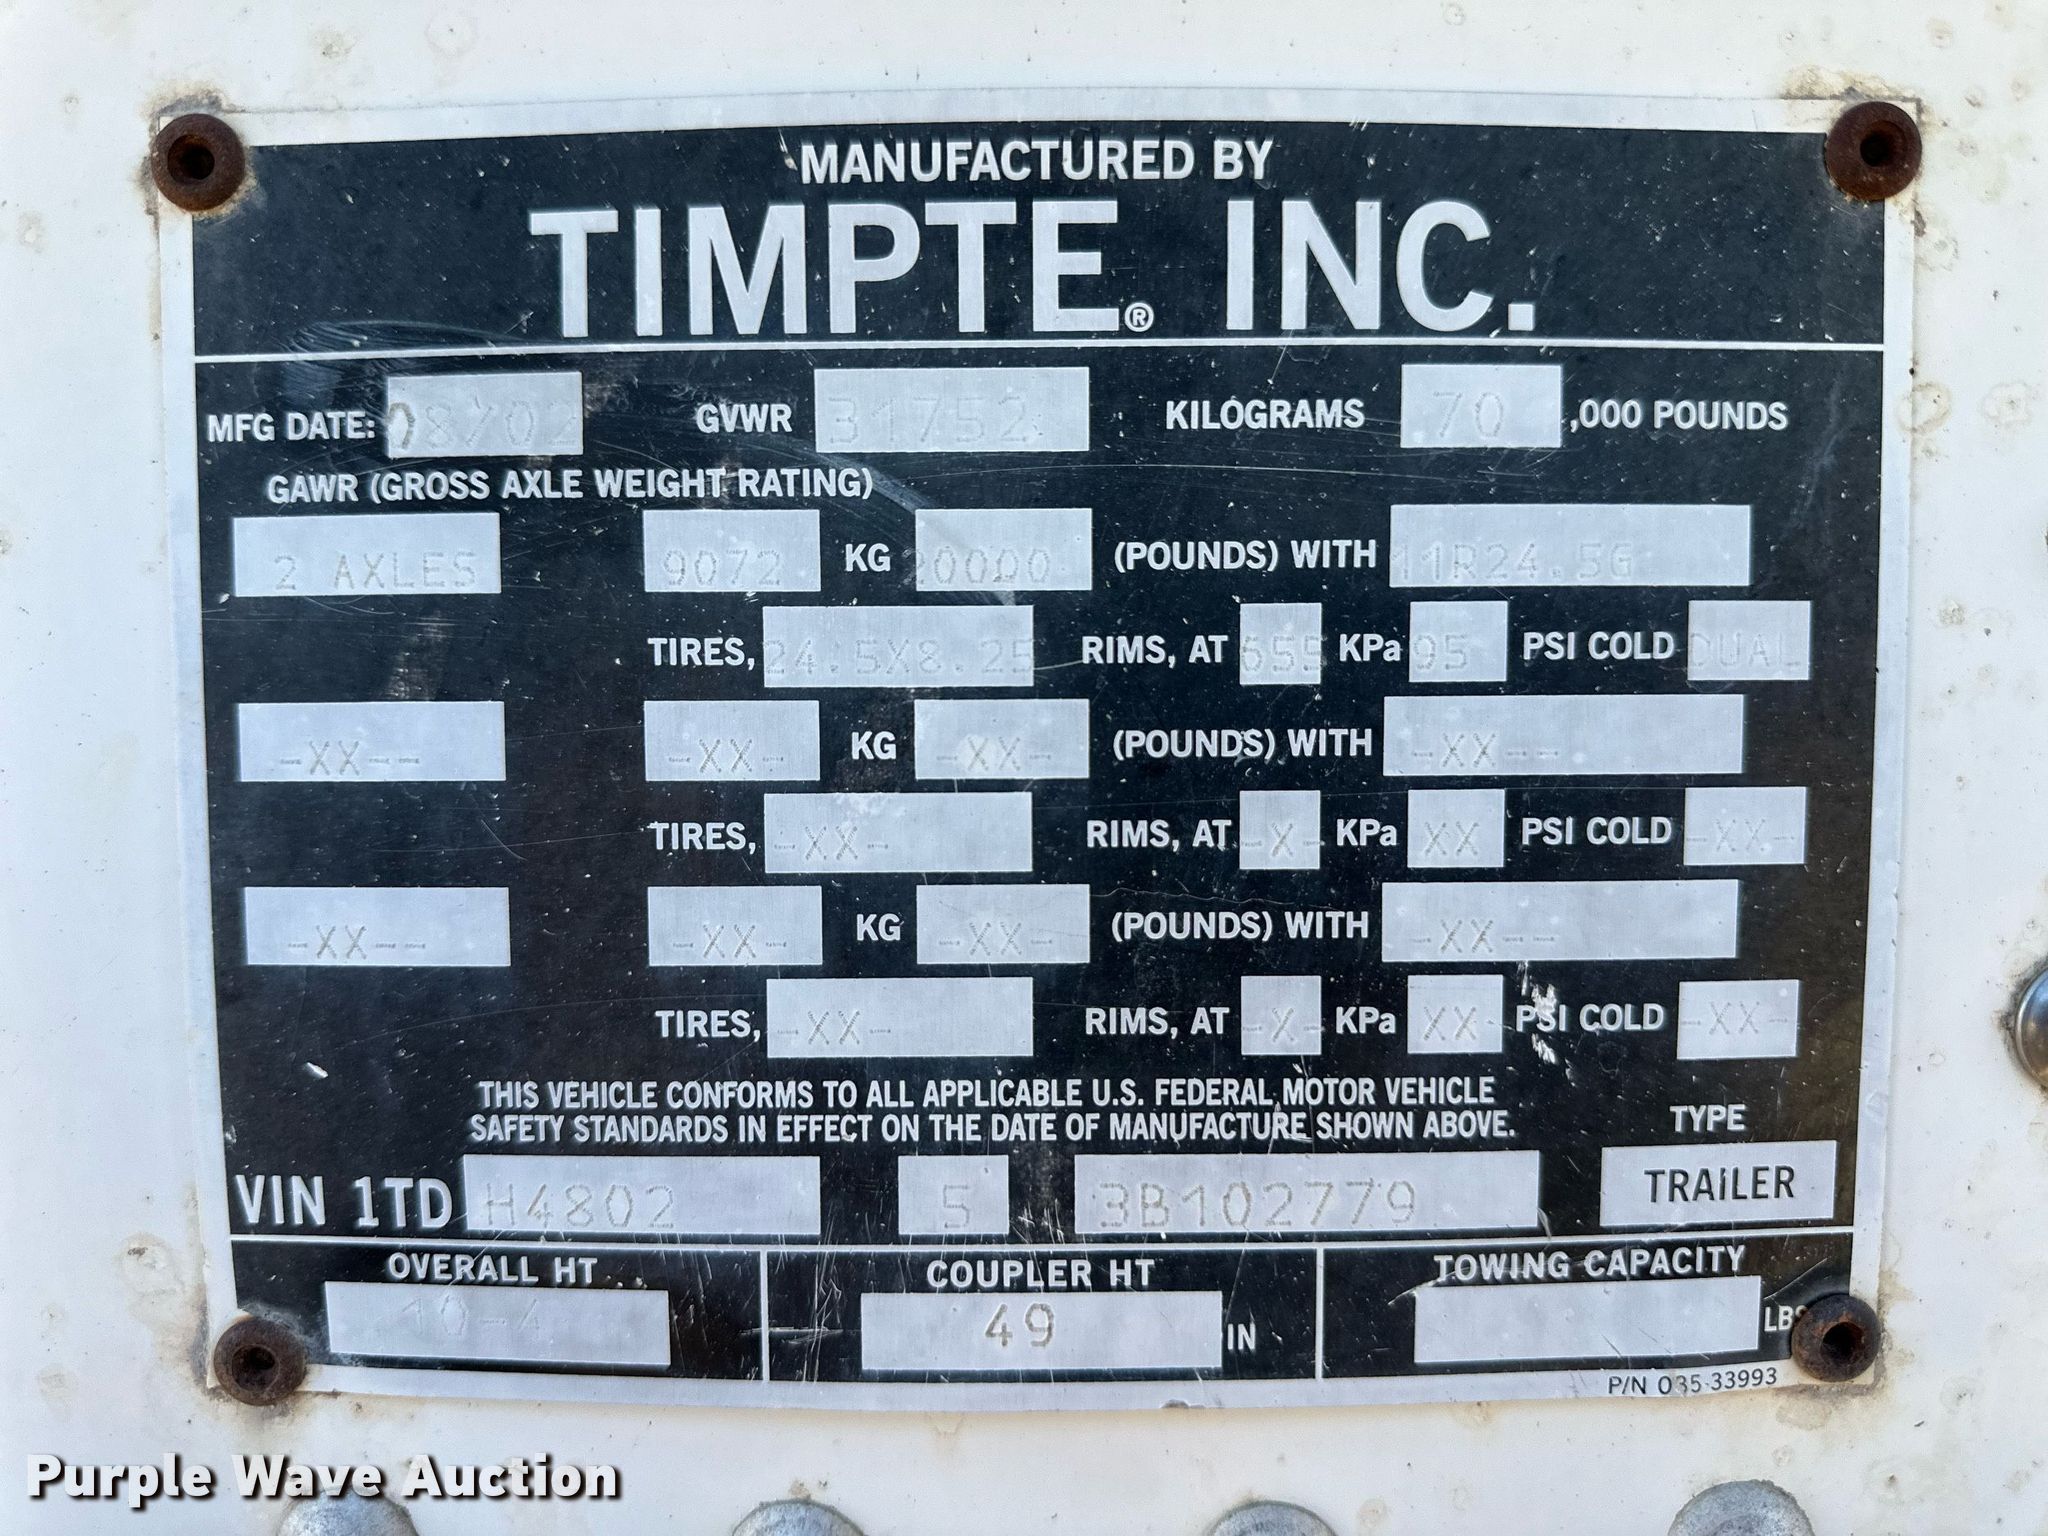 MANUFACTURED BY
TIMPTE® INC.
MFG DATE: 08/02 GVWR 31752 KILOGRAMS 70 ,000 POUNDS
GAWR (GROSS AXLE WEIGHT RATING)
2 AXLES 9072 KG 20000 (POUNDS) WITH 11R24.5G
TIRES, 24.5X8.25 RIMS, AT 655 KPa 95 PSI COLD DUAL
-XX-- -XX- KG -XX- (POUNDS) WITH -XX--
TIRES, -XX- RIMS, AT -X- KPa XX PSI COLD -XX-
-XX-- -XX- KG -XX- (POUNDS) WITH -XX--
TIRES, -XX- RIMS, AT -X- KPa XX PSI COLD -XX-
THIS VEHICLE CONFORMS TO ALL APPLICABLE U.S. FEDERAL MOTOR VEHICLE
SAFETY STANDARDS IN EFFECT ON THE DATE OF MANUFACTURE SHOWN ABOVE.
TYPE
VIN 1TD H4802 5 3B102779 TRAILER
OVERALL HT COUPLER HT TOWING CAPACITY
10-4 49 IN LBS
P/N 035-33993
Purple Wave Auction